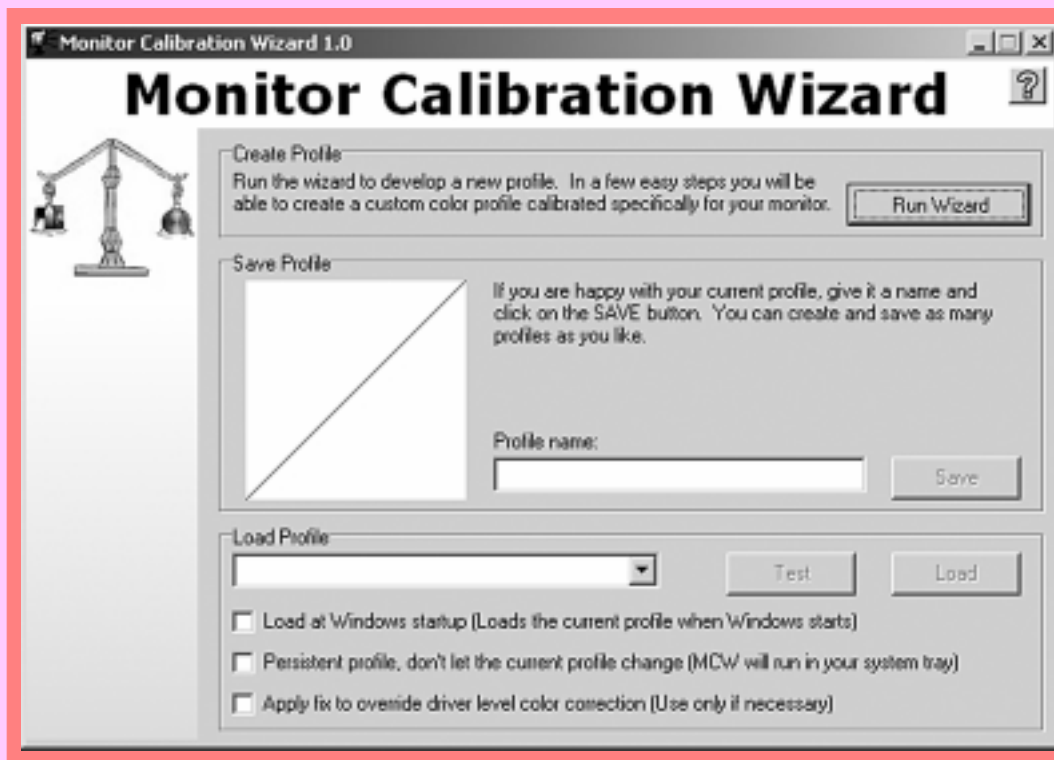 Monitor Calibration Wizard 1.0
Monitor Calibration Wizard
Create Profile
Run the wizard to develop a new profile. In a few easy steps you will be
able to create a custom color profile calibrated specifically for your monitor.
Run Wizard
Save Profile
If you are happy with your current profile, give it a name and
click on the SAVE button. You can create and save as many
profiles as you like.
Profile name:
Save
Load Profile
Test
Load
Load at Windows startup (Loads the current profile when Windows starts)
Persistent profile, don't let the current profile change (MCW will run in your system tray)
Apply fix to override driver level color correction (Use only if necessary)